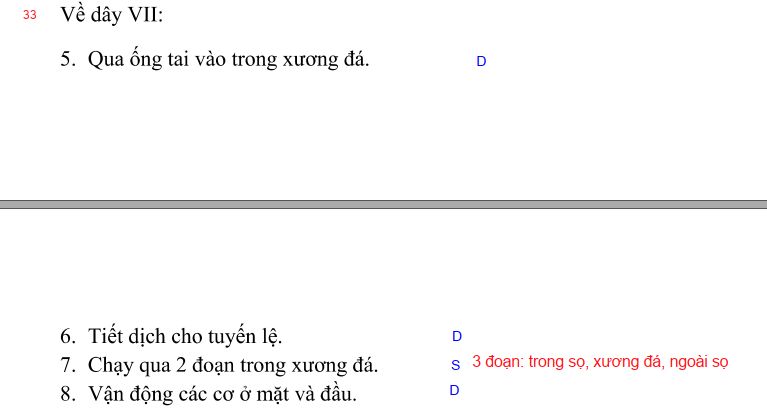 33 Về dây VII:
5. Qua ống tai vào trong xương đá. D
6. Tiết dịch cho tuyến lệ. D
7. Chạy qua 2 đoạn trong xương đá. S 3 đoạn: trong sọ, xương đá, ngoài sọ
8. Vận động các cơ ở mặt và đầu. D